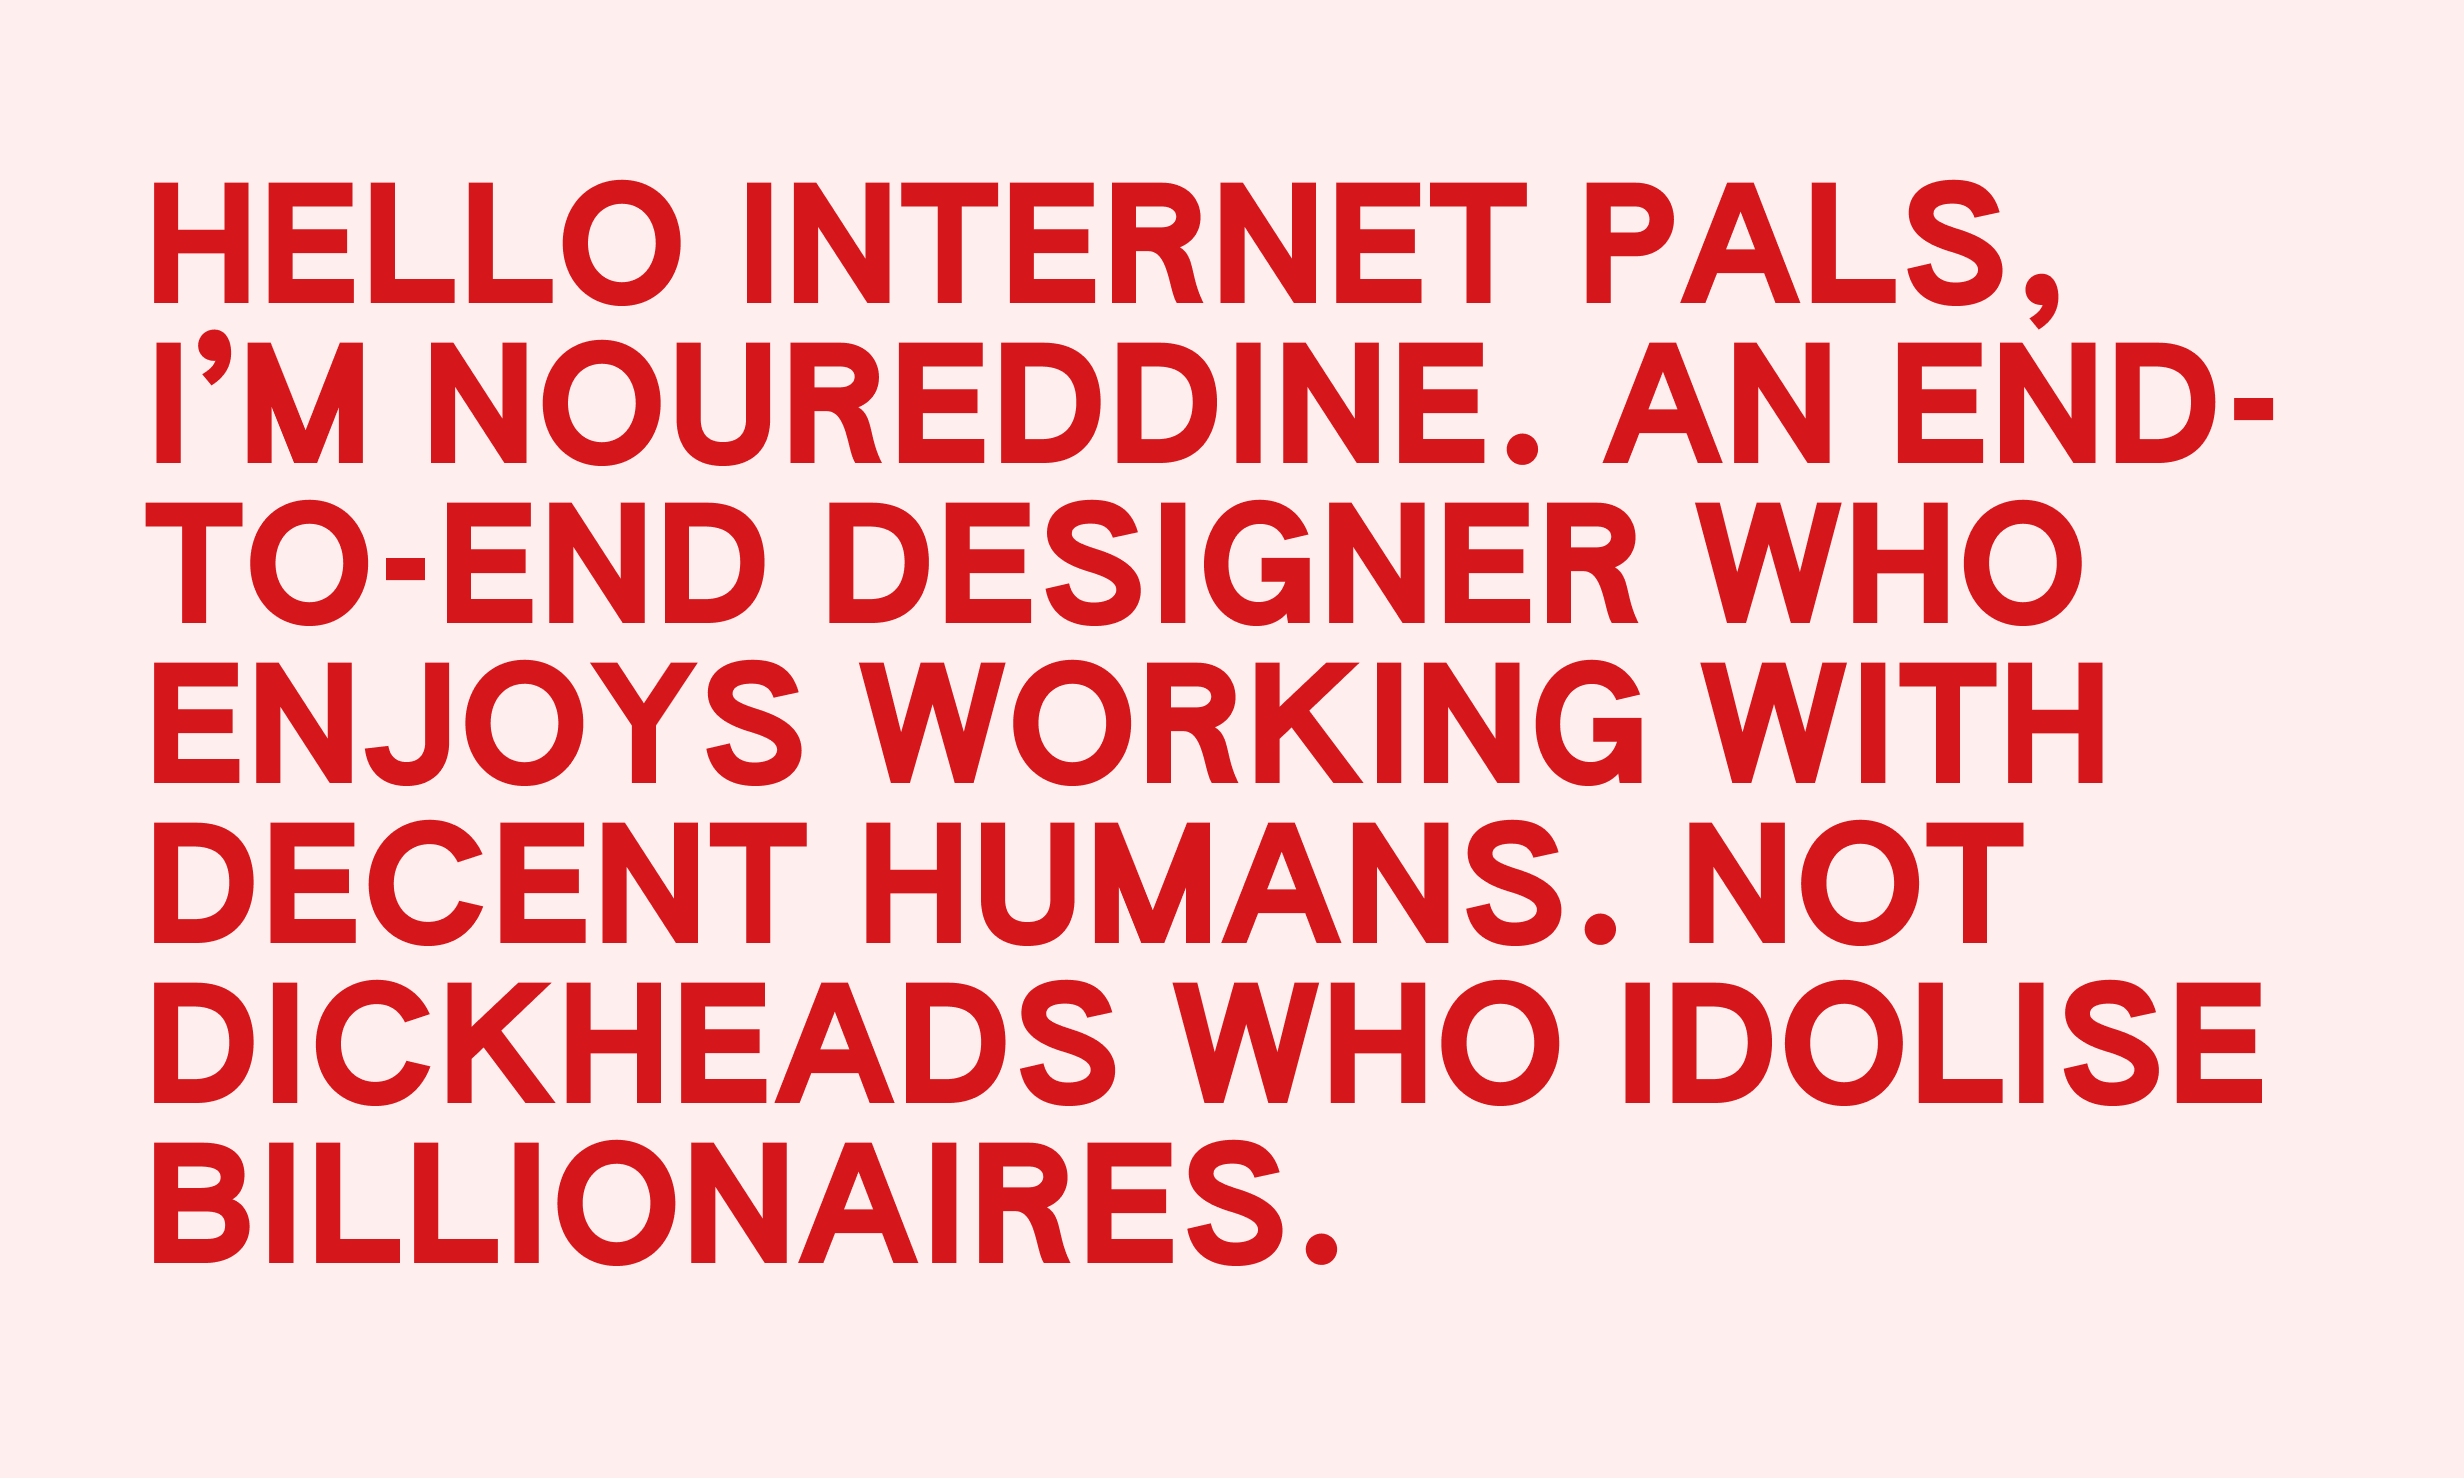 HELLO INTERNET PALS,
I’M NOUREDDINE. AN END-
TO-END DESIGNER WHO
ENJOYS WORKING WITH
DECENT HUMANS. NOT
DICKHEADS WHO IDOLISE
BILLIONAIRES.